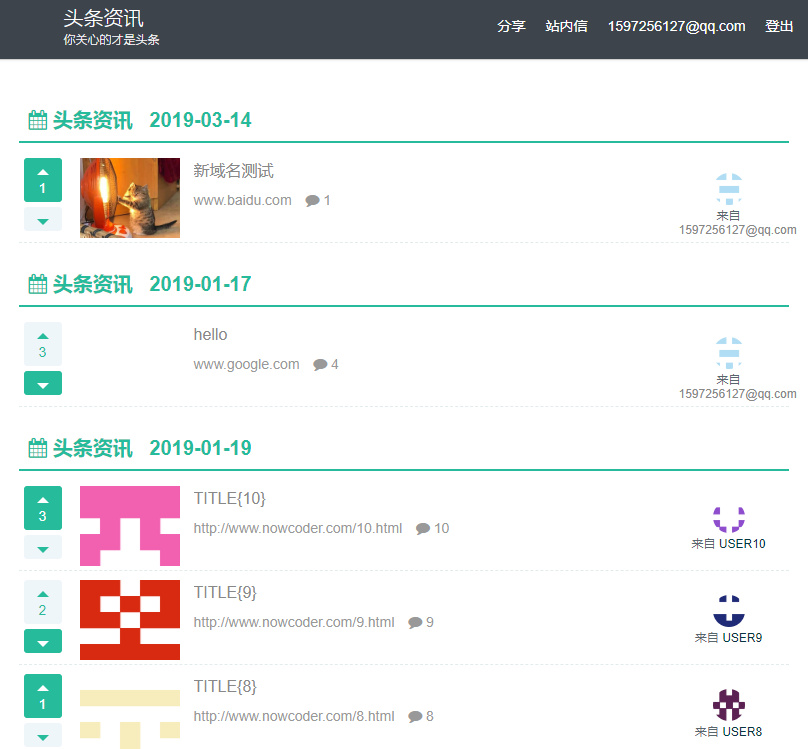 头条资讯
你关心的才是头条
分享 站内信 1597256127@qq.com 登出
头条资讯 2019-03-14
1
新域名测试
www.baidu.com 1
来自
1597256127@qq.com
头条资讯 2019-01-17
3
hello
www.google.com 4
来自
1597256127@qq.com
头条资讯 2019-01-19
3
TITLE{10}
http://www.nowcoder.com/10.html 10
来自 USER10
2
TITLE{9}
http://www.nowcoder.com/9.html 9
来自 USER9
1
TITLE{8}
http://www.nowcoder.com/8.html 8
来自 USER8